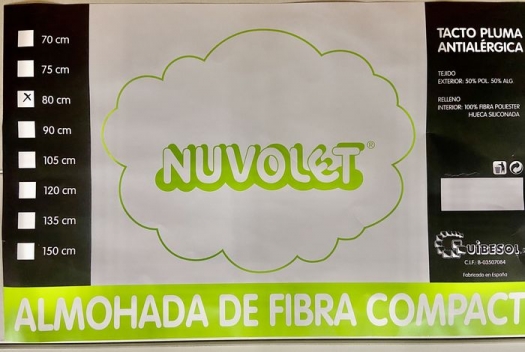 70 cm
75 cm
X 80 cm
90 cm
105 cm
120 cm
135 cm
150 cm
NUVOLET®
TACTO PLUMA
ANTIALÉRGICA
TEJIDO
EXTERIOR: 50% POL. 50% ALG.
RELLENO
INTERIOR: 100% FIBRA POLIESTER
HUECA SILICONADA
GUIBESOL
C.I.F.: B-03507084
Fabricado en España
ALMOHADA DE FIBRA COMPACT